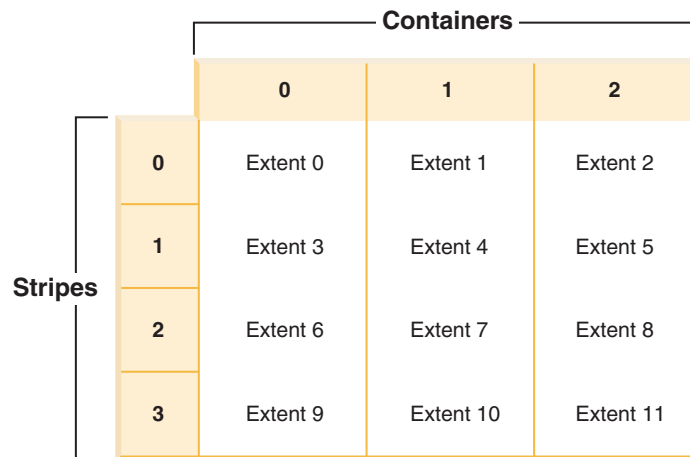 Containers
0 1 2
0 Extent 0 Extent 1 Extent 2
1 Extent 3 Extent 4 Extent 5
Stripes
2 Extent 6 Extent 7 Extent 8
3 Extent 9 Extent 10 Extent 11